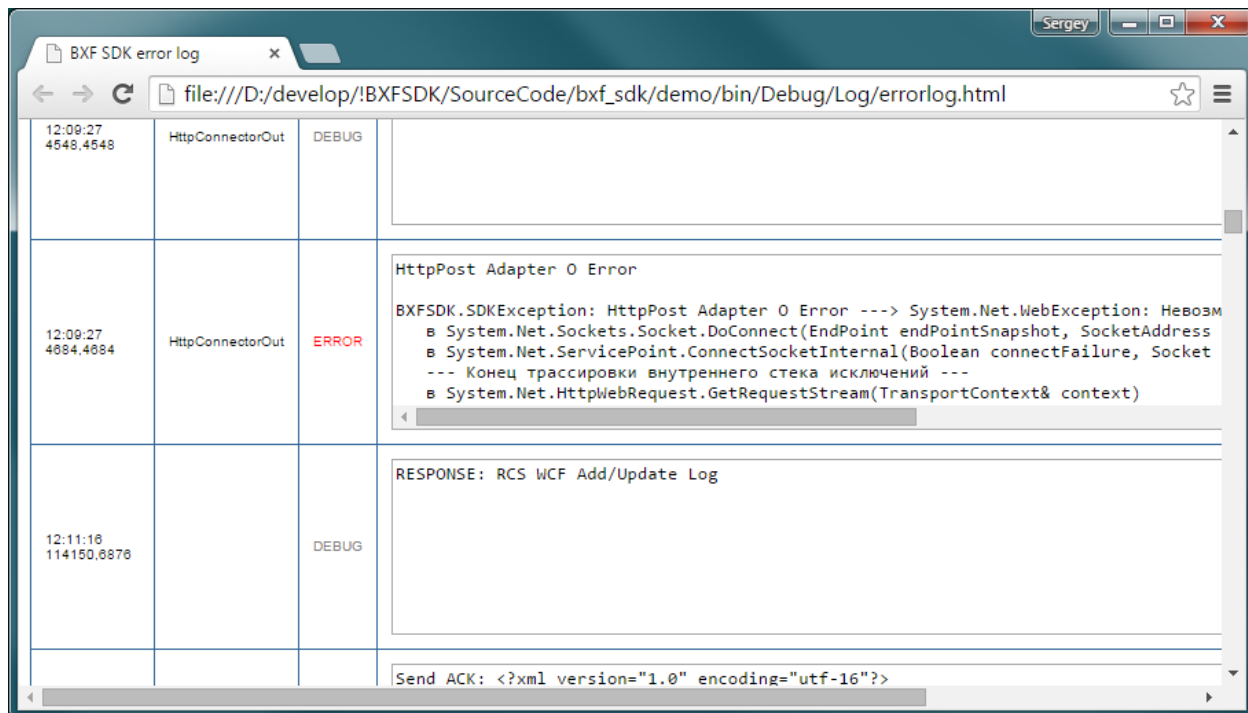 Sergey
BXF SDK error log
file:///D:/develop/!BXFSDK/SourceCode/bxf_sdk/demo/bin/Debug/Log/errorlog.html
12:09:27
4548,4548
HttpConnectorOut
DEBUG
12:09:27
4684,4684
HttpConnectorOut
ERROR
HttpPost Adapter O Error
BXFSDK.SDKException: HttpPost Adapter O Error ---> System.Net.WebException: Невозм
в System.Net.Sockets.Socket.DoConnect(EndPoint endPointSnapshot, SocketAddress
в System.Net.ServicePoint.ConnectSocketInternal(Boolean connectFailure, Socket
--- Конец трассировки внутреннего стека исключений ---
в System.Net.HttpWebRequest.GetRequestStream(TransportContext& context)
12:11:16
114150,6876
DEBUG
RESPONSE: RCS WCF Add/Update Log
Send ACK: <?xml version="1.0" encoding="utf-16"?>